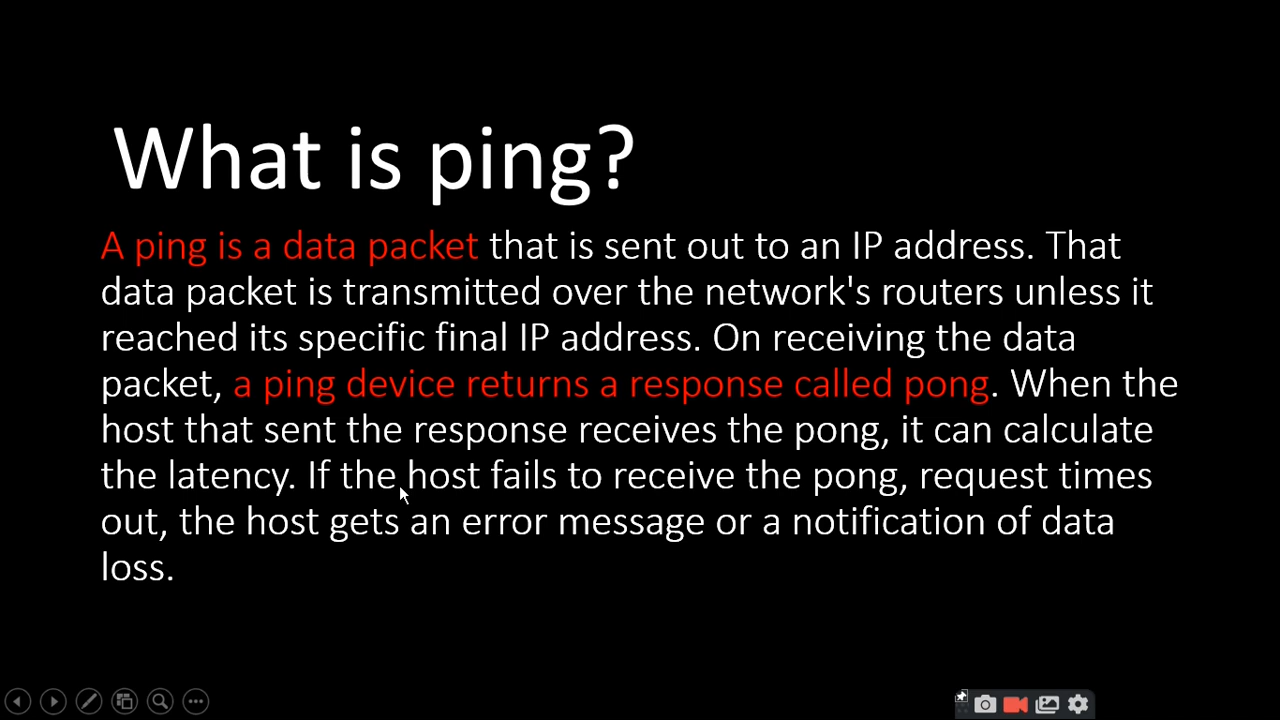 What is ping?
A ping is a data packet that is sent out to an IP address. That
data packet is transmitted over the network's routers unless it
reached its specific final IP address. On receiving the data
packet, a ping device returns a response called pong. When the
host that sent the response receives the pong, it can calculate
the latency. If the host fails to receive the pong, request times
out, the host gets an error message or a notification of data
loss.